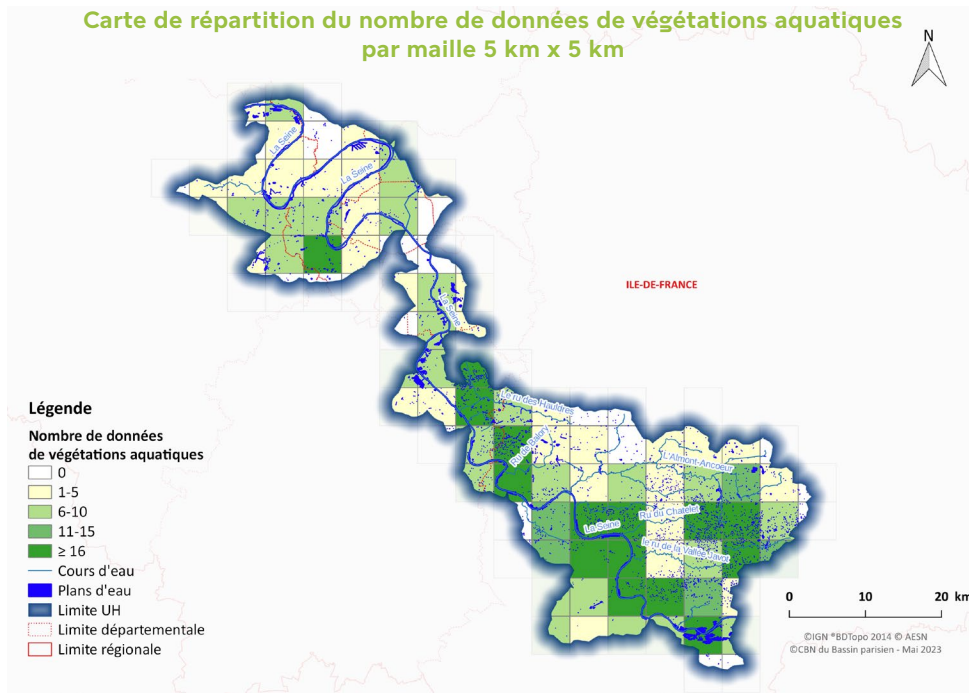 Carte de répartition du nombre de données de végétations aquatiques
par maille 5 km x 5 km
N
La Seine
La Seine
ILE-DE-FRANCE
La Seine
Le ru des Hauldres
Ru de Balory
L'Almont-Ancoeur
Ru du Chatelet
La Seine
le ru de la Vallée Javot
Légende
Nombre de données
de végétations aquatiques
0
1-5
6-10
11-15
≥ 16
Cours d'eau
Plans d'eau
Limite UH
Limite départementale
Limite régionale
0 10 20 km
©IGN ®BDTopo 2014 © AESN
©CBN du Bassin parisien - Mai 2023